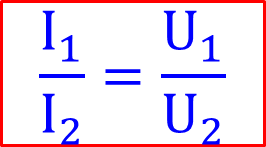 I₁/I₂ = U₁/U₂